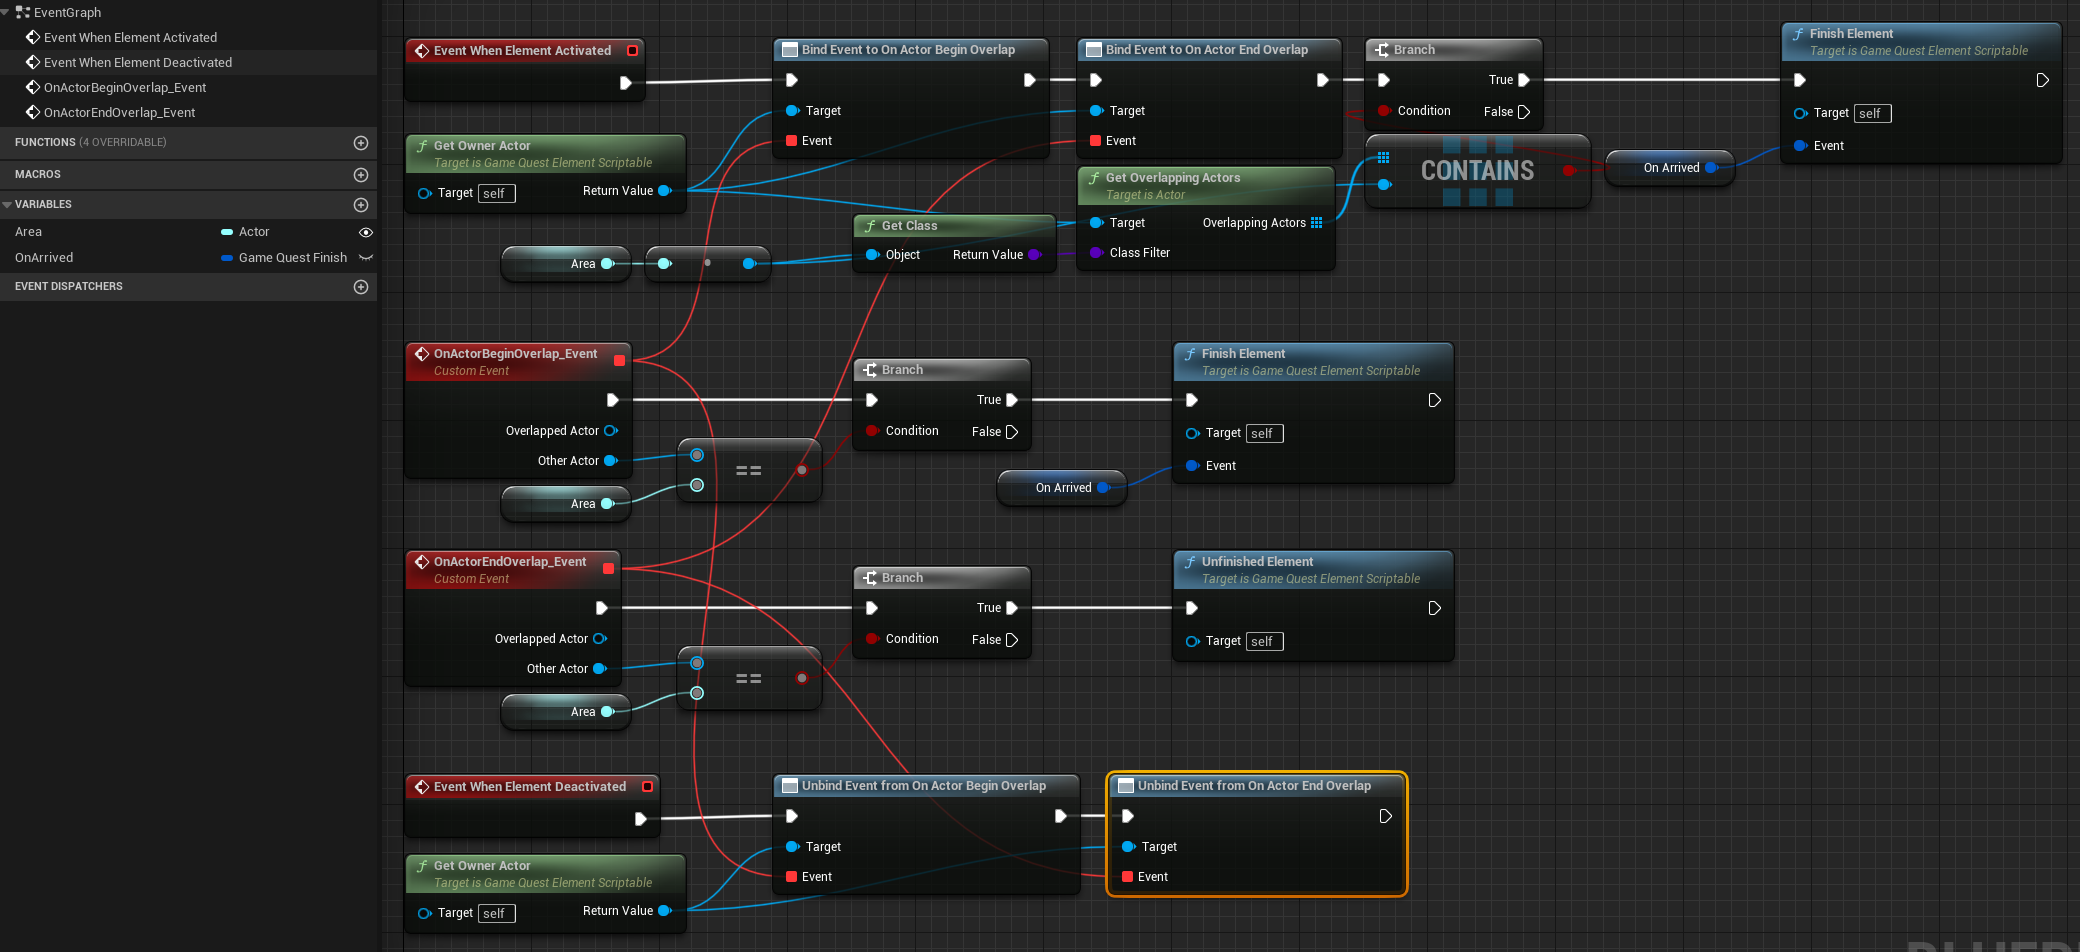 EventGraph
Event When Element Activated
Event When Element Deactivated
OnActorBeginOverlap_Event
OnActorEndOverlap_Event
FUNCTIONS (4 OVERRIDABLE)
MACROS
VARIABLES
Area Actor
OnArrived Game Quest Finish
EVENT DISPATCHERS
Event When Element Activated
Bind Event to On Actor Begin Overlap
Target
Event
Bind Event to On Actor End Overlap
Target
Event
Branch
True
Condition
False
Finish Element
Target is Game Quest Element Scriptable
Target self
Event
Get Owner Actor
Target is Game Quest Element Scriptable
Target self
Return Value
CONTAINS
On Arrived
Get Overlapping Actors
Target is Actor
Target
Overlapping Actors
Class Filter
Get Class
Object
Return Value
Area
OnActorBeginOverlap_Event
Custom Event
Overlapped Actor
Other Actor
Area
==
Branch
True
Condition
False
On Arrived
Finish Element
Target is Game Quest Element Scriptable
Target self
Event
OnActorEndOverlap_Event
Custom Event
Overlapped Actor
Other Actor
Area
==
Branch
True
Condition
False
Unfinished Element
Target is Game Quest Element Scriptable
Target self
Event When Element Deactivated
Unbind Event from On Actor Begin Overlap
Target
Event
Unbind Event from On Actor End Overlap
Target
Event
Get Owner Actor
Target is Game Quest Element Scriptable
Target self
Return Value